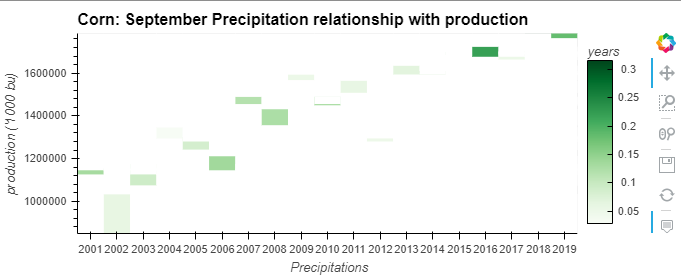 Corn: September Precipitation relationship with production
years
production ('1000 bu)
1600000
1400000
1200000
1000000
0.3
0.25
0.2
0.15
0.1
0.05
2001 2002 2003 2004 2005 2006 2007 2008 2009 2010 2011 2012 2013 2014 2015 2016 2017 2018 2019
Precipitations